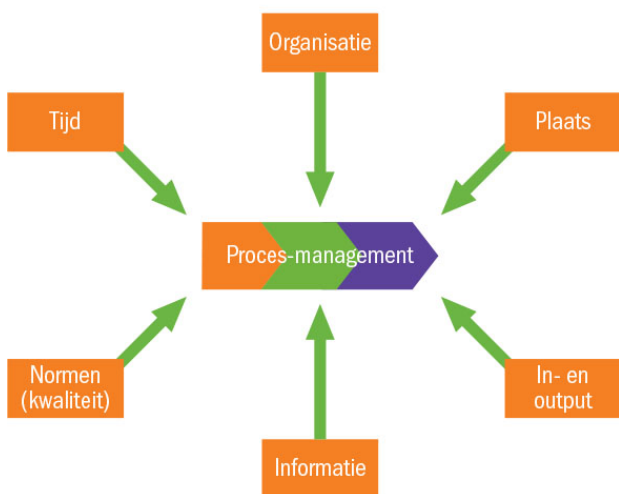 Organisatie
Tijd
Plaats
Proces-management
Normen
(kwaliteit)
In- en
output
Informatie